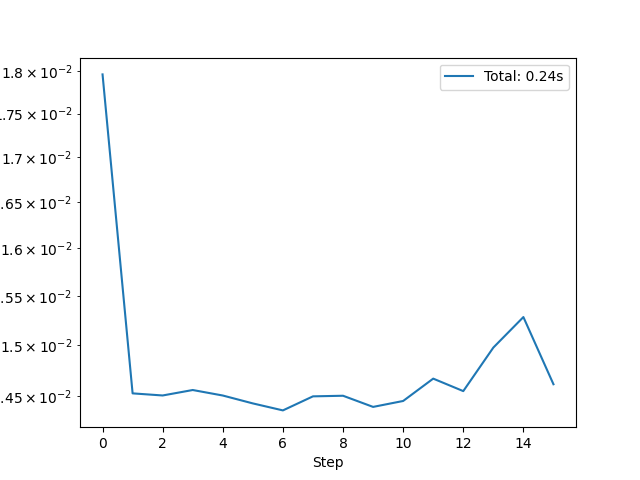 Total: 0.24s
1.8 × 10⁻²
.75 × 10⁻²
1.7 × 10⁻²
.65 × 10⁻²
1.6 × 10⁻²
.55 × 10⁻²
1.5 × 10⁻²
.45 × 10⁻²
0 2 4 6 8 10 12 14
Step